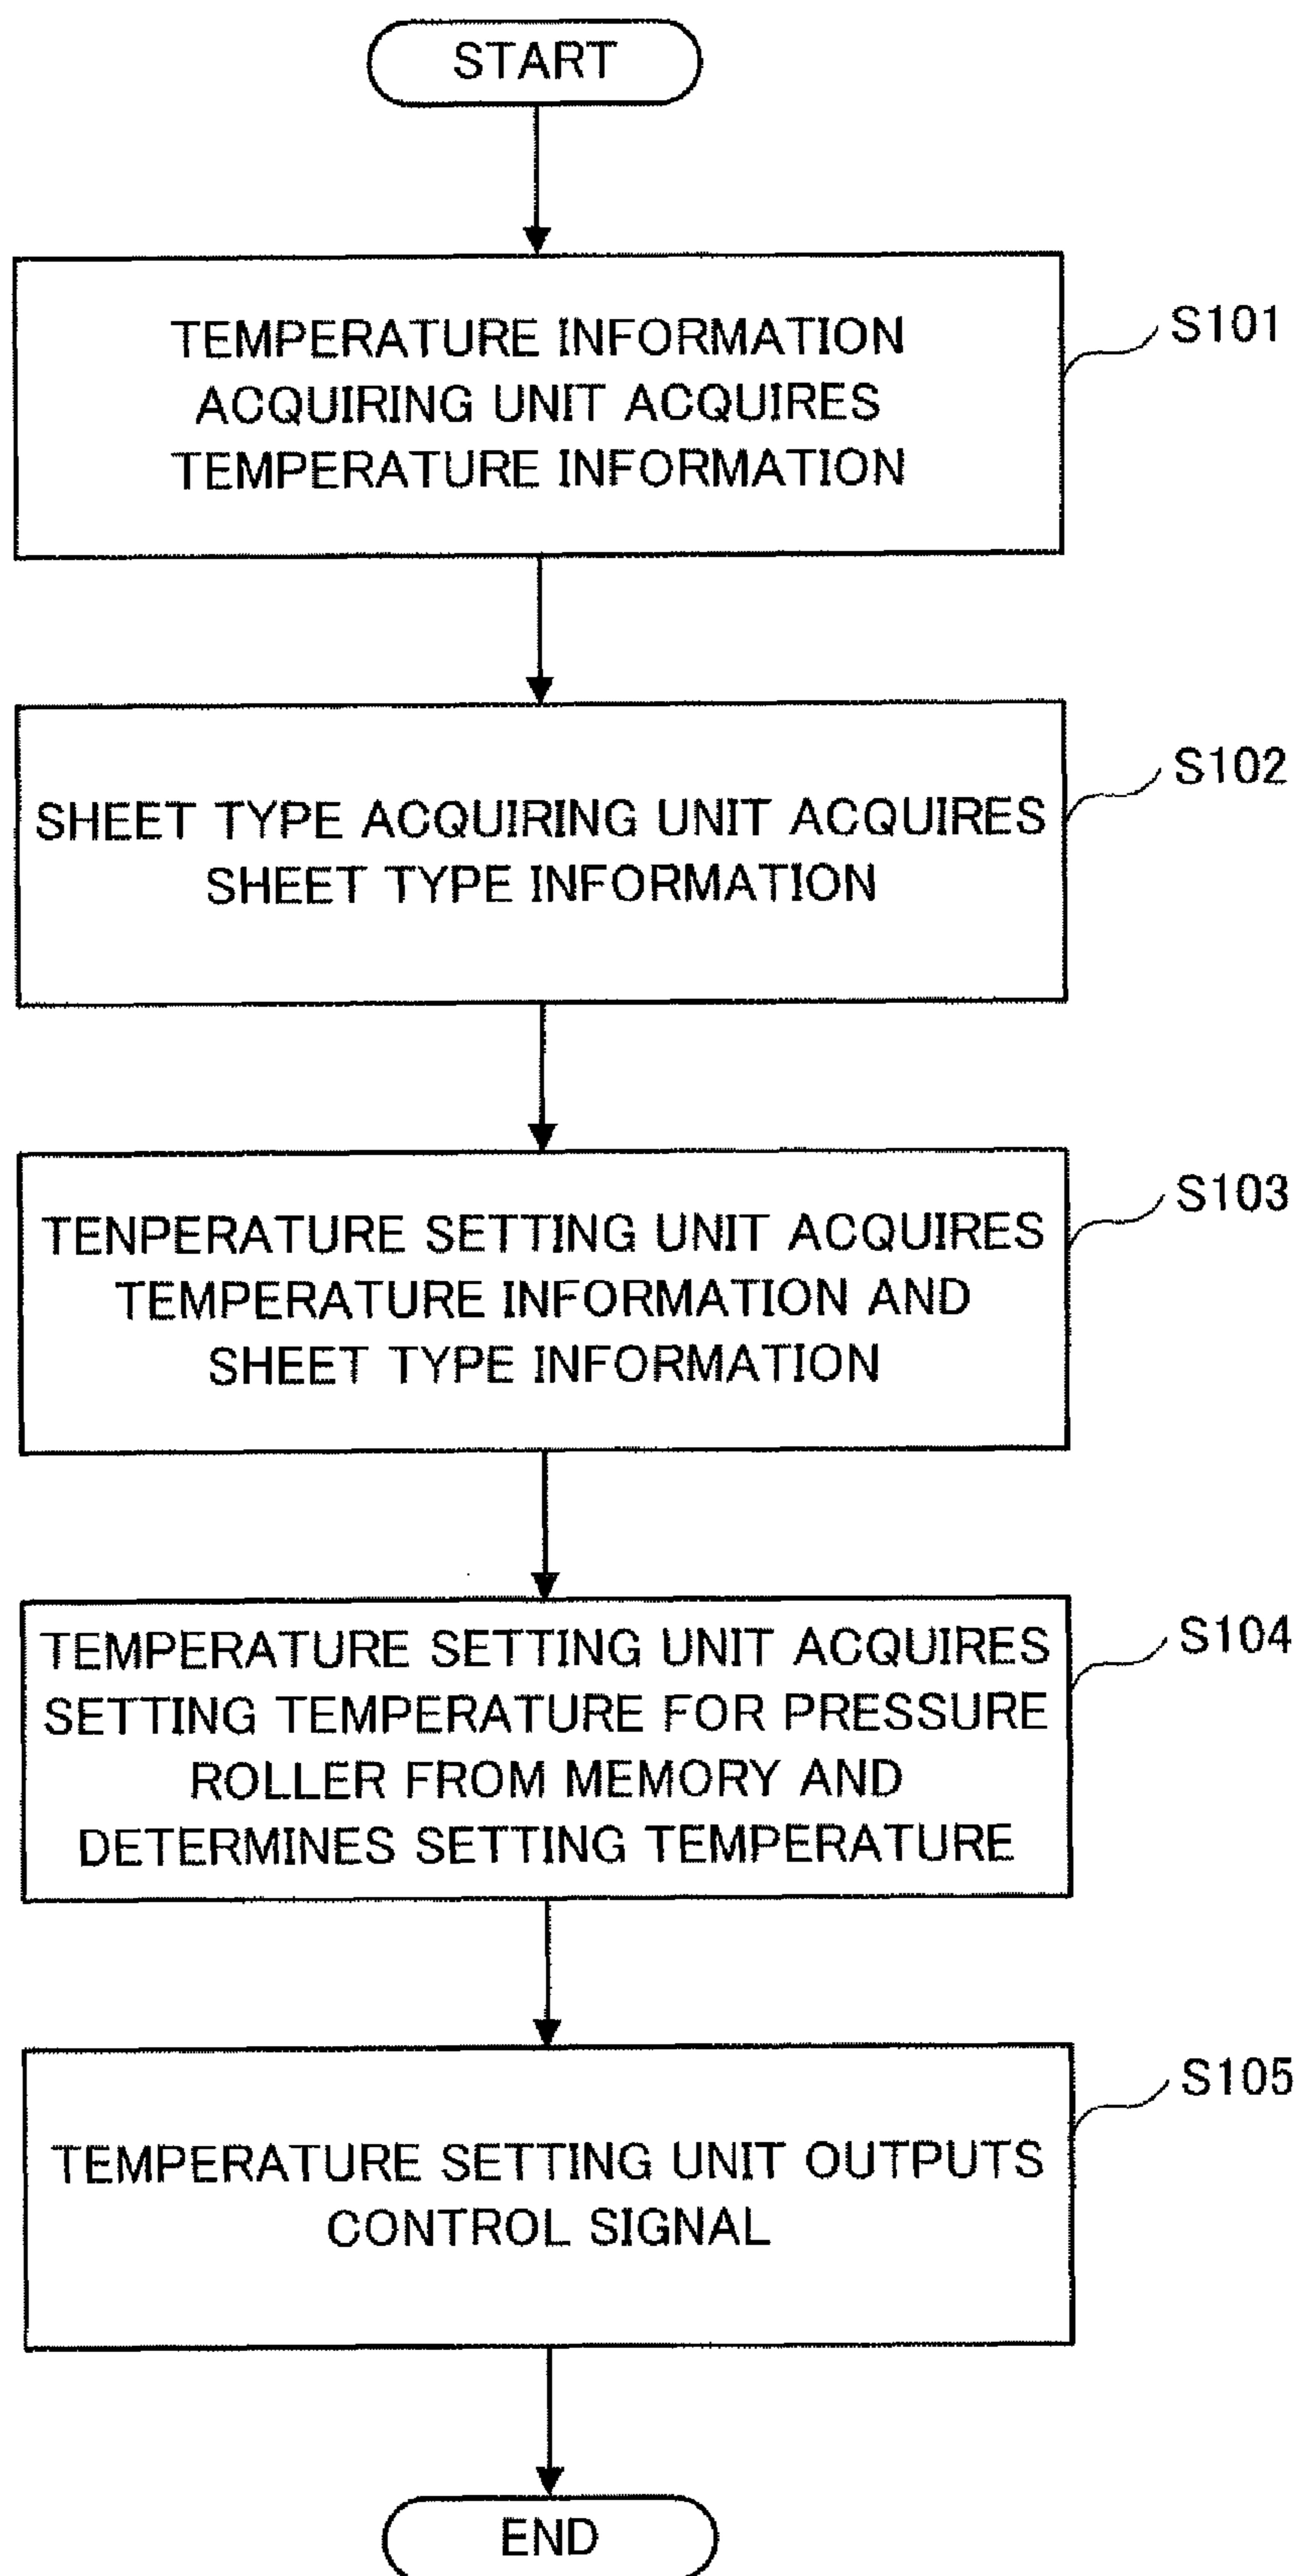 START
TEMPERATURE INFORMATION
ACQUIRING UNIT ACQUIRES
TEMPERATURE INFORMATION
S101
SHEET TYPE ACQUIRING UNIT ACQUIRES
SHEET TYPE INFORMATION
S102
TENPERATURE SETTING UNIT ACQUIRES
TEMPERATURE INFORMATION AND
SHEET TYPE INFORMATION
S103
TEMPERATURE SETTING UNIT ACQUIRES
SETTING TEMPERATURE FOR PRESSURE
ROLLER FROM MEMORY AND
DETERMINES SETTING TEMPERATURE
S104
TEMPERATURE SETTING UNIT OUTPUTS
CONTROL SIGNAL
S105
END